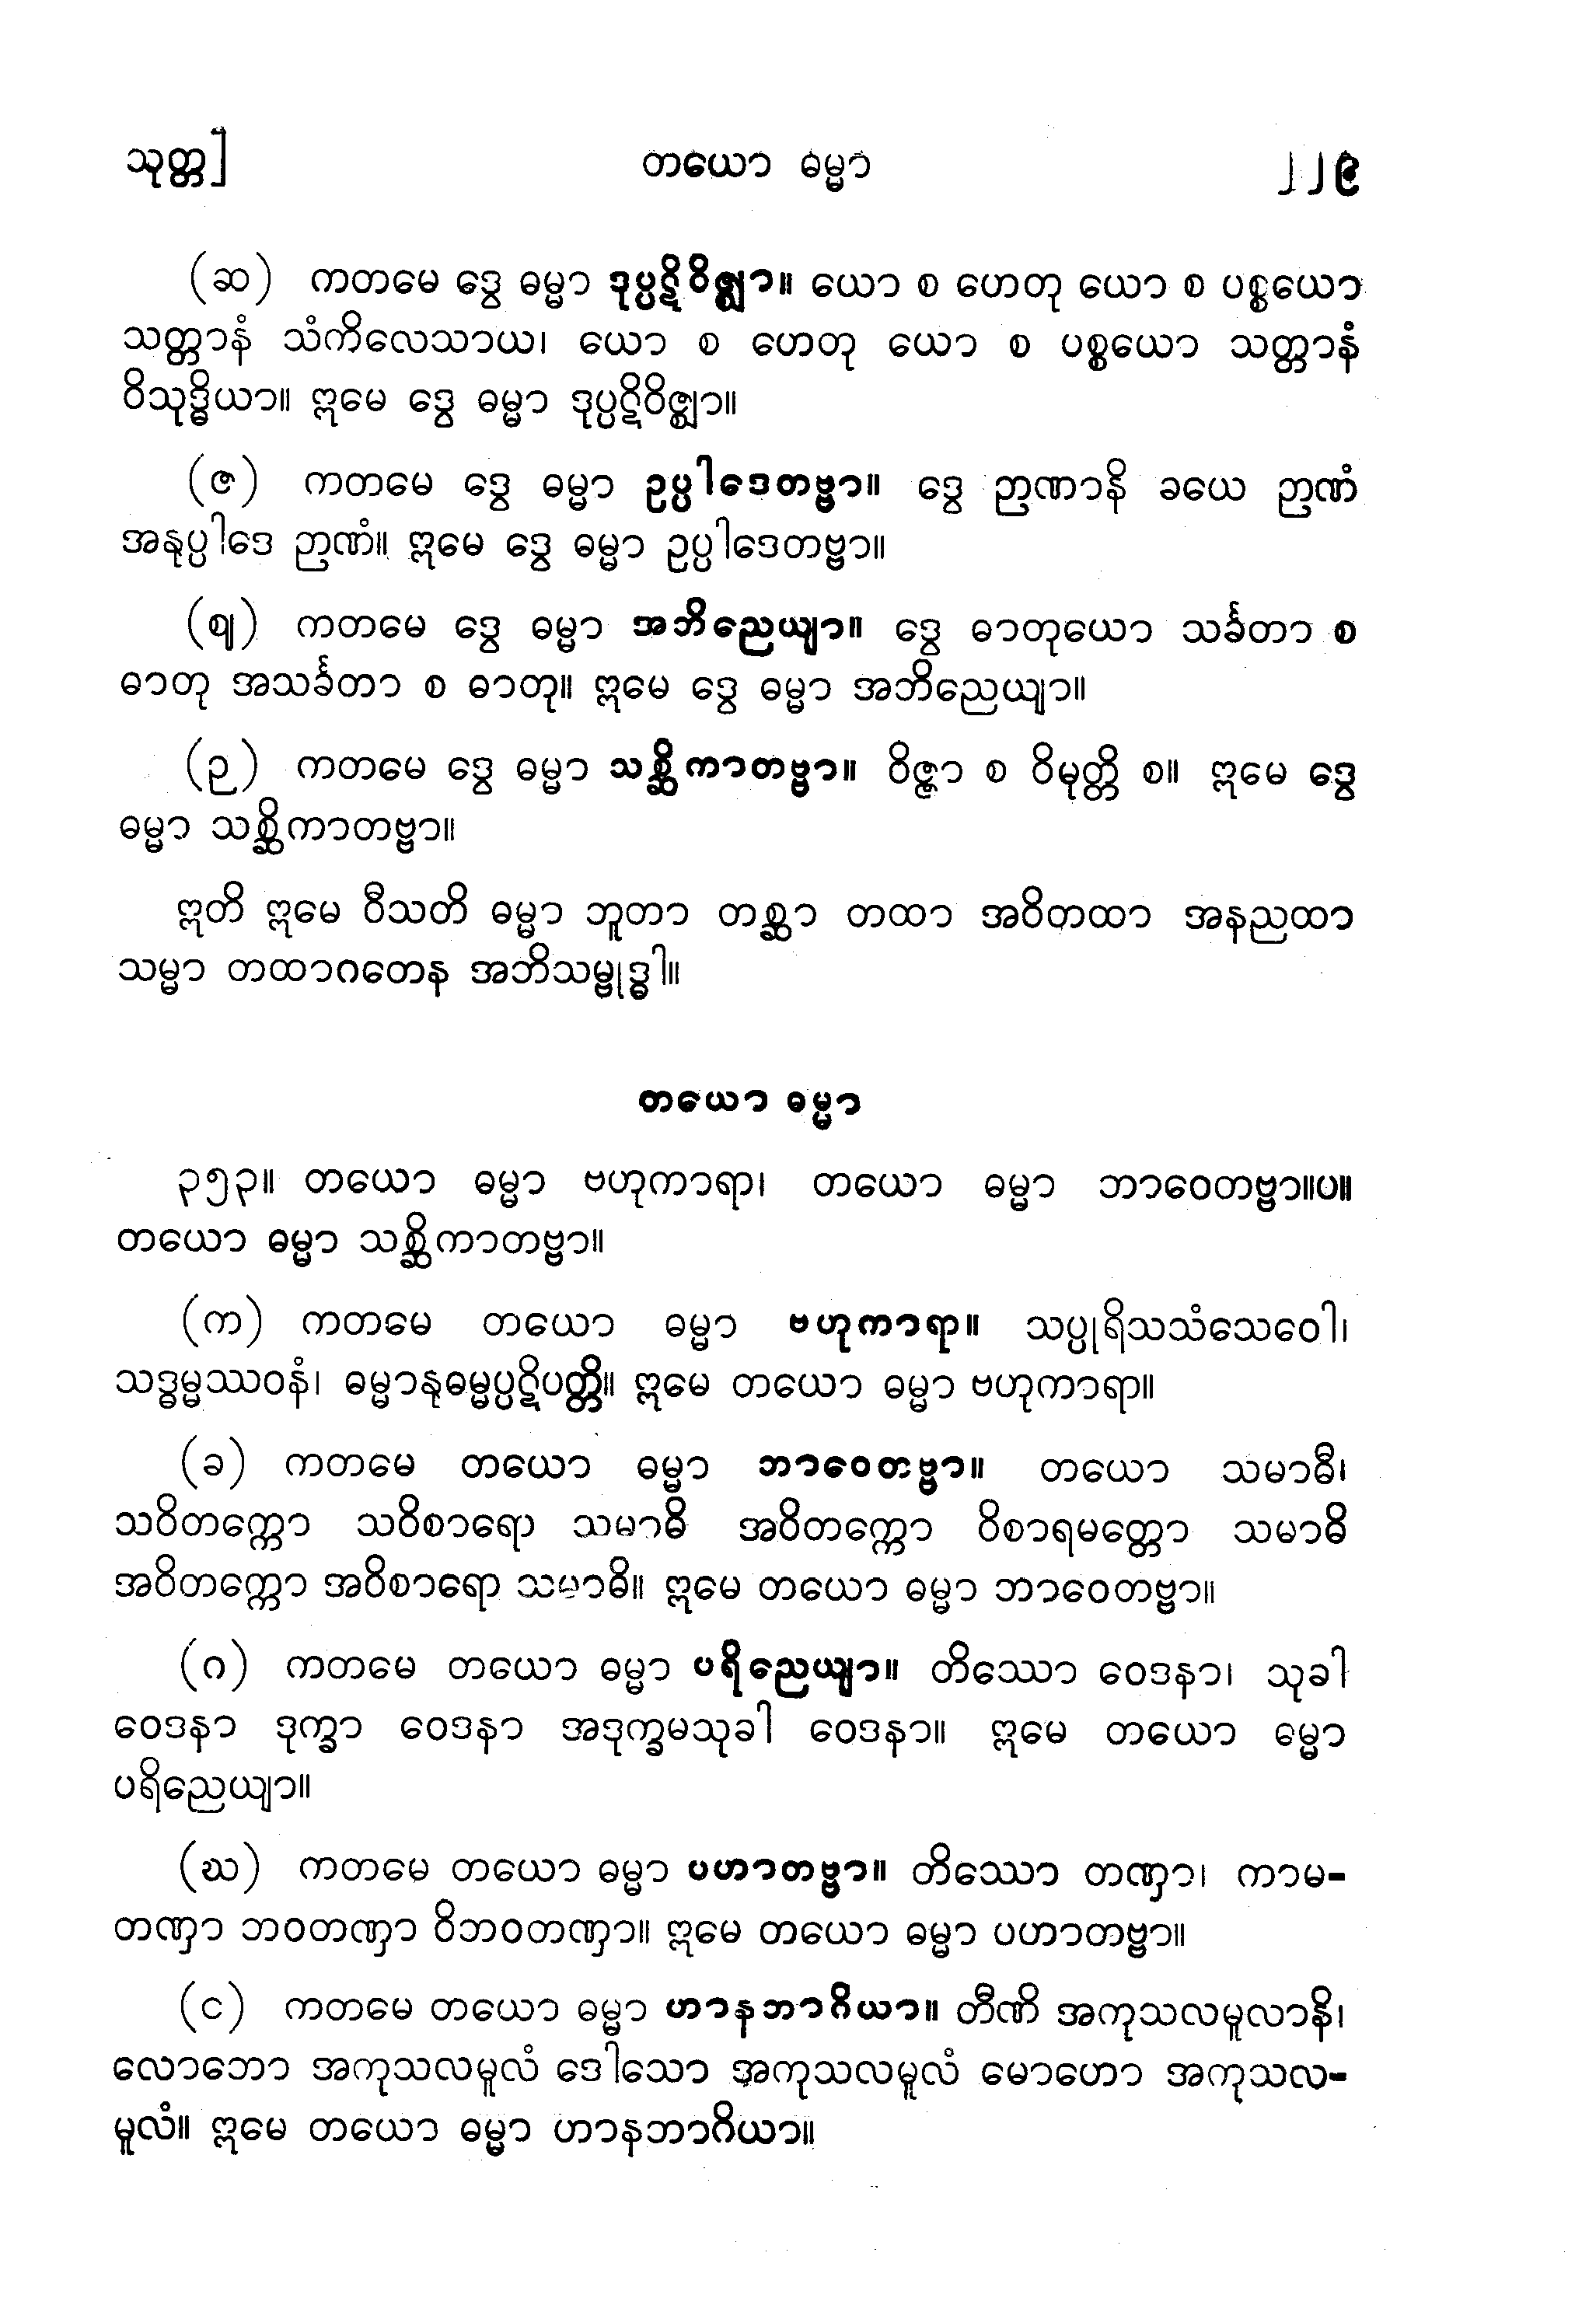 သုတ္တ] တယော ဓမ္မာ ၂၂၉
(ဆ) ကတမေ ဒွေ ဓမ္မာ ဒုပ္ပဋိဝိဇ္ဈာ။ ယော စ ဟေတု ယော စ ပစ္စယော
သတ္တာနံ သံကိလေသာယ၊ ယော စ ဟေတု ယော စ ပစ္စယော သတ္တာနံ
ဝိသုဒ္ဓိယာ။ ဣမေ ဒွေ ဓမ္မာ ဒုပ္ပဋိဝိဇ္ဈာ။
(ဇ) ကတမေ ဒွေ ဓမ္မာ ဥပ္ပါဒေတဗ္ဗာ။ ဒွေ ဉာဏာနိ ခယေ ဉာဏံ
အနုပ္ပါဒေ ဉာဏံ။ ဣမေ ဒွေ ဓမ္မာ ဥပ္ပါဒေတဗ္ဗာ။
(ဈ) ကတမေ ဒွေ ဓမ္မာ အဘိညေယျာ။ ဒွေ ဓာတုယော သင်္ခတာ စ
ဓာတု အသင်္ခတာ စ ဓာတု။ ဣမေ ဒွေ ဓမ္မာ အဘိညေယျာ။
(ဉ) ကတမေ ဒွေ ဓမ္မာ သစ္ဆိကာတဗ္ဗာ။ ဝိဇ္ဇာ စ ဝိမုတ္တိ စ။ ဣမေ ဒွေ
ဓမ္မာ သစ္ဆိကာတဗ္ဗာ။
ဣတိ ဣမေ ဝီသတိ ဓမ္မာ ဘူတာ တစ္ဆာ တထာ အဝိတထာ အနညထာ
သမ္မာ တထာဂတေန အဘိသမ္ဗုဒ္ဓါ။
တယော ဓမ္မာ
၃၅၃။ တယော ဓမ္မာ ဗဟုကာရာ၊ တယော ဓမ္မာ ဘာဝေတဗ္ဗာ။ပ။
တယော ဓမ္မာ သစ္ဆိကာတဗ္ဗာ။
(က) ကတမေ တယော ဓမ္မာ ဗဟုကာရာ။ သပ္ပုရိသသံသေဝေါ၊
သဒ္ဓမ္မဿဝနံ၊ ဓမ္မာနုဓမ္မပ္ပဋိပတ္တိ။ ဣမေ တယော ဓမ္မာ ဗဟုကာရာ။
(ခ) ကတမေ တယော ဓမ္မာ ဘာဝေတဗ္ဗာ။ တယော သမာဓီ၊
သဝိတက္ကော သဝိစာရော သမာဓိ အဝိတက္ကော ဝိစာရမတ္တော သမာဓိ
အဝိတက္ကော အဝိစာရော သမာဓိ။ ဣမေ တယော ဓမ္မာ ဘာဝေတဗ္ဗာ။
(ဂ) ကတမေ တယော ဓမ္မာ ပရိညေယျာ။ တိဿော ဝေဒနာ၊ သုခါ
ဝေဒနာ ဒုက္ခာ ဝေဒနာ အဒုက္ခမသုခါ ဝေဒနာ။ ဣမေ တယော ဓမ္မာ
ပရိညေယျာ။
(ဃ) ကတမေ တယော ဓမ္မာ ပဟာတဗ္ဗာ။ တိဿော တဏှာ၊ ကာမ-
တဏှာ ဘဝတဏှာ ဝိဘဝတဏှာ။ ဣမေ တယော ဓမ္မာ ပဟာတဗ္ဗာ။
(င) ကတမေ တယော ဓမ္မာ ဟာနဘာဂိယာ။ တီဏိ အကုသလမူလာနိ၊
လောဘော အကုသလမူလံ ဒေါသော အကုသလမူလံ မောဟော အကုသလ-
မူလံ။ ဣမေ တယော ဓမ္မာ ဟာနဘာဂိယာ။